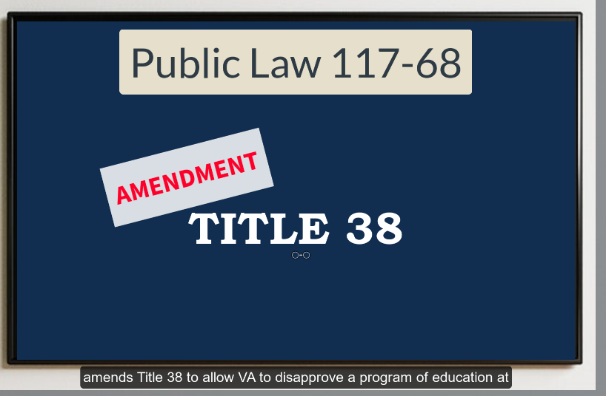 Public Law 117-68
AMENDMENT
TITLE 38
amends Title 38 to allow VA to disapprove a program of education at